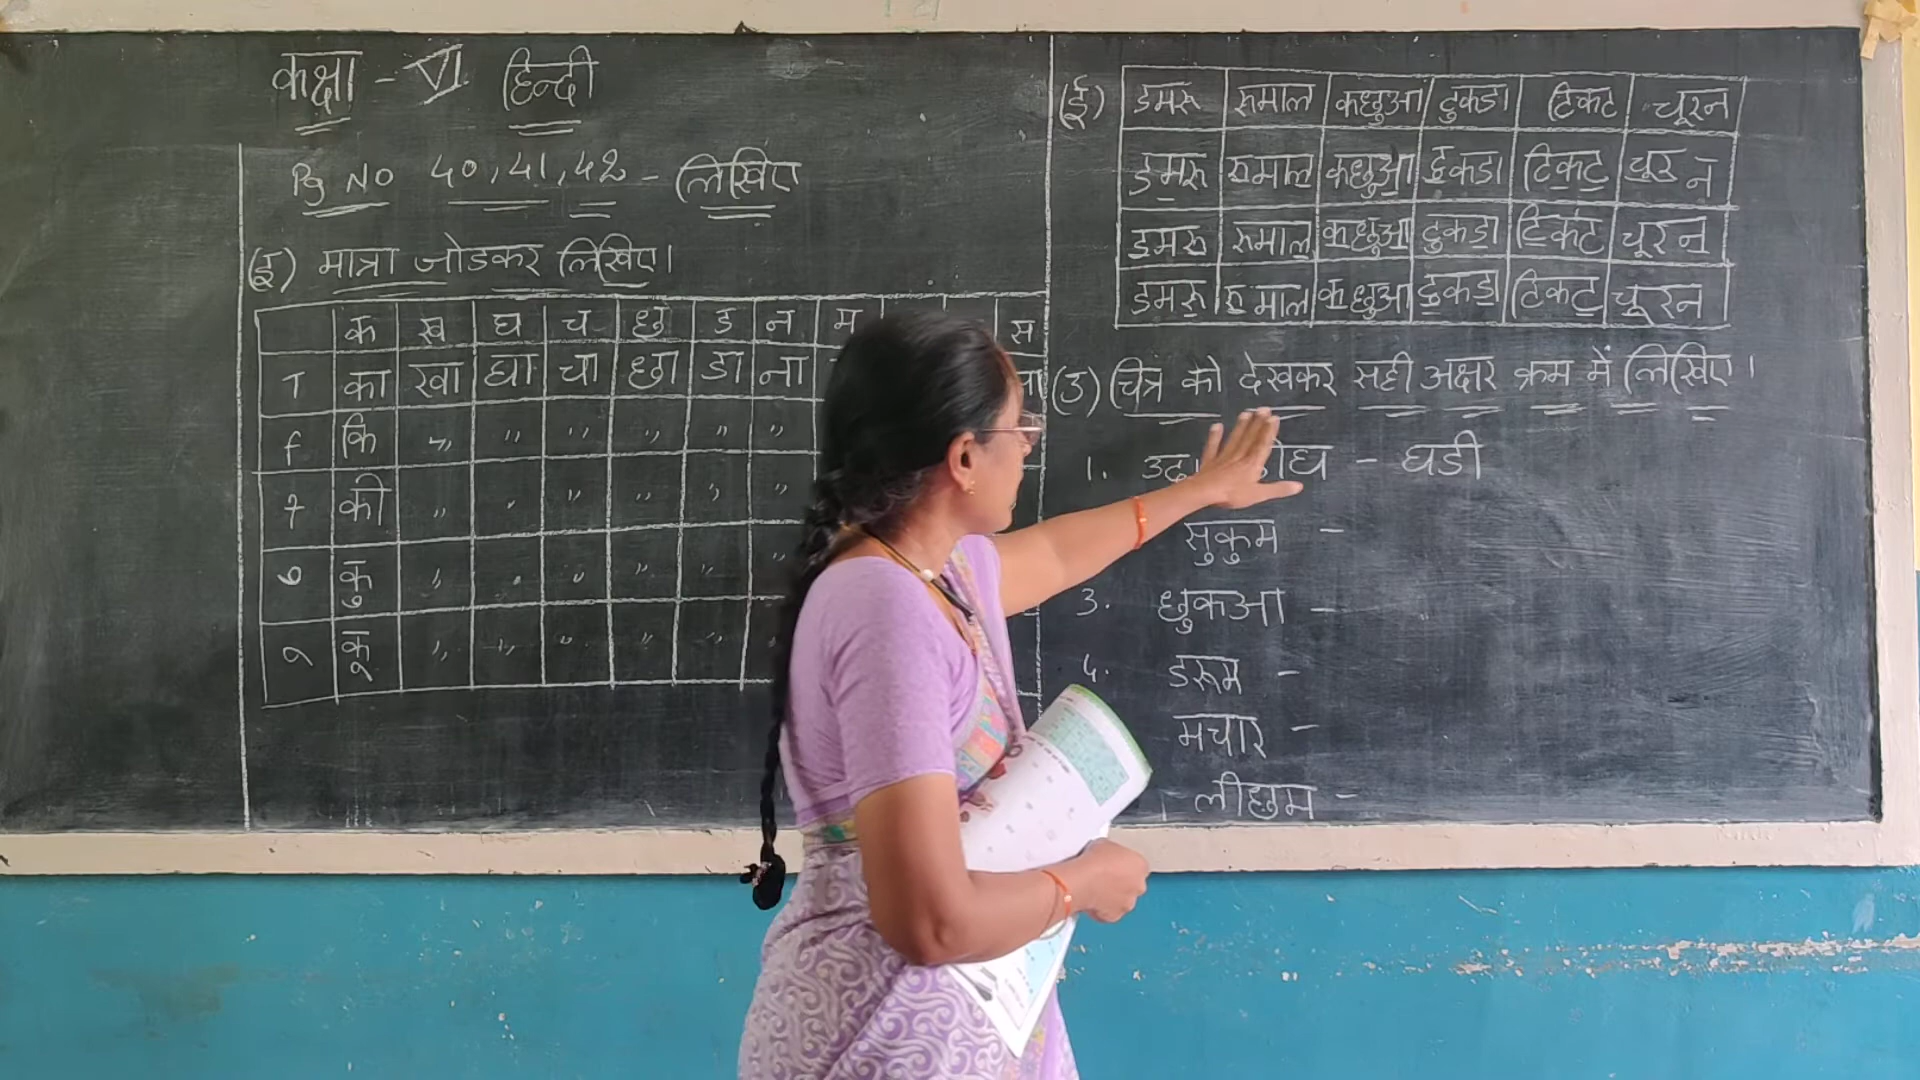 कक्षा - VI हिन्दी
Pg NO 40, 41, 42 - लिखिए
(इ) मात्रा जोडकर लिखिए।
क ख घ च छ ड न म स
ा का खा घा चा छा डा ना
ि कि " " " " " "
ी की " " " " " "
ु कु " " " " " "
ू कू " " " " "
(ई) डमरू रूमाल कछुआ टुकडा टिकट चूरन
डमरू रूमाल कछुआ टुकडा टिकट चूरन
डमरू रूमाल कछुआ टुकडा टिकट चूरन
डमरू रूमाल कछुआ टुकडा टिकट चूरन
(उ) चित्र को देखकर सही अक्षर क्रम में लिखिए।
1. - घडी
सुकुम -
3. छुकआ -
4. डरूम -
मचार -
लीछम -